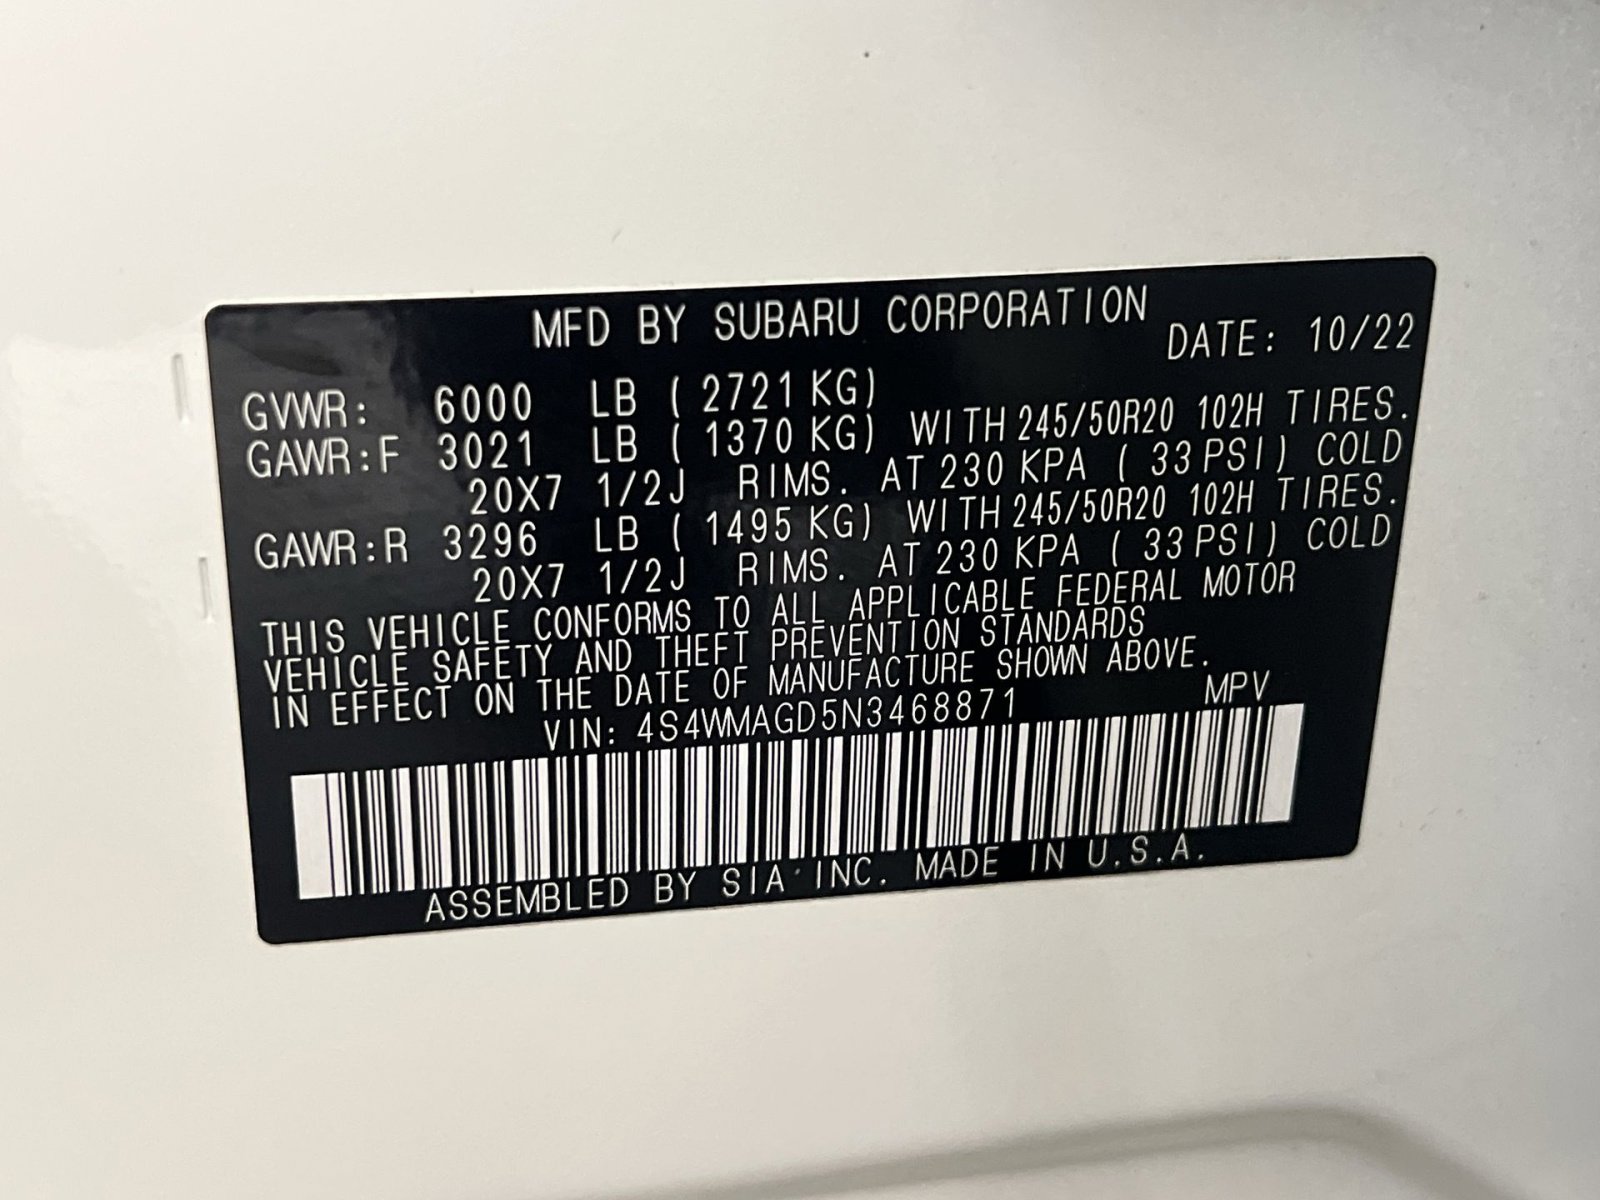 MFD BY SUBARU CORPORATION
DATE: 10/22
GVWR: 6000 LB ( 2721 KG)
GAWR:F 3021 LB ( 1370 KG) WITH 245/50R20 102H TIRES.
20X7 1/2J RIMS. AT 230 KPA ( 33 PSI) COLD
GAWR:R 3296 LB ( 1495 KG) WITH 245/50R20 102H TIRES.
20X7 1/2J RIMS. AT 230 KPA ( 33 PSI) COLD
THIS VEHICLE CONFORMS TO ALL APPLICABLE FEDERAL MOTOR
VEHICLE SAFETY AND THEFT PREVENTION STANDARDS
IN EFFECT ON THE DATE OF MANUFACTURE SHOWN ABOVE.
VIN: 4S4WMAGD5N3468871 MPV
ASSEMBLED BY SIA INC. MADE IN U.S.A.